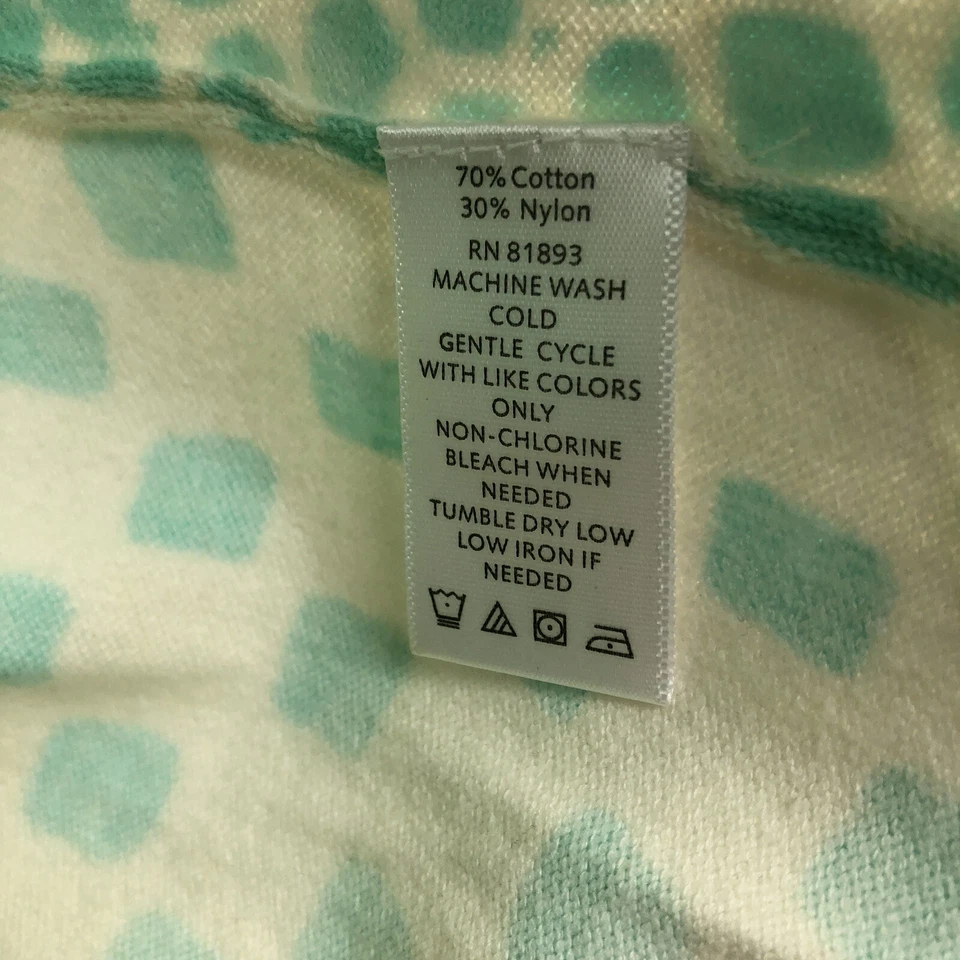 70% Cotton
30% Nylon
RN 81893
MACHINE WASH
COLD
GENTLE CYCLE
WITH LIKE COLORS
ONLY
NON-CHLORINE
BLEACH WHEN
NEEDED
TUMBLE DRY LOW
LOW IRON IF
NEEDED